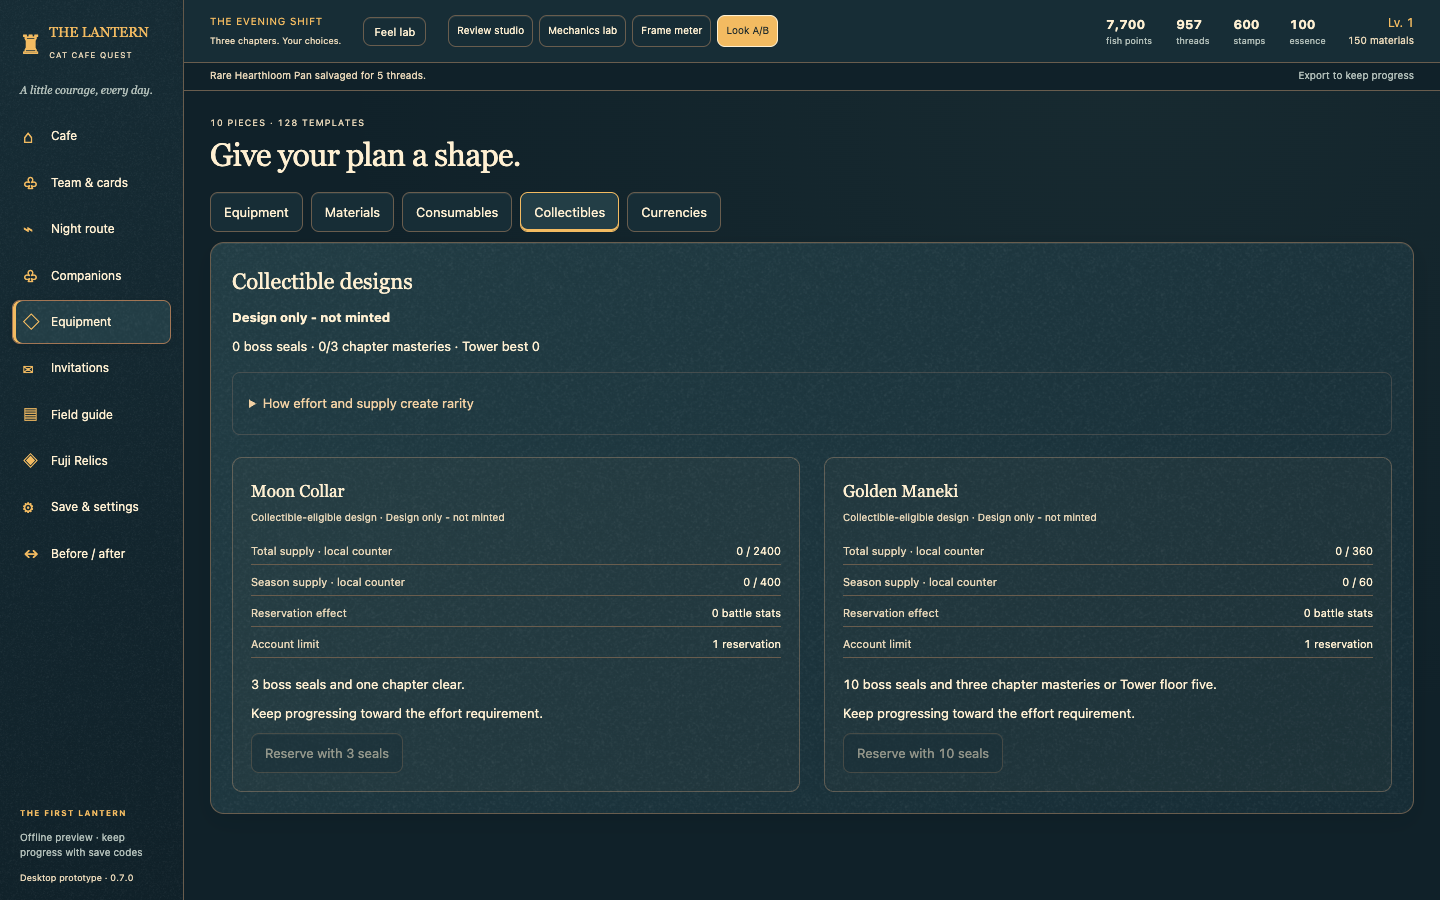 THE LANTERN
CAT CAFE QUEST
A little courage, every day.
Cafe
Team & cards
Night route
Companions
Equipment
Invitations
Field guide
Fuji Relics
Save & settings
Before / after
THE FIRST LANTERN
Offline preview · keep
progress with save codes
Desktop prototype · 0.7.0
THE EVENING SHIFT
Three chapters. Your choices.
Feel lab
Review studio
Mechanics lab
Frame meter
Look A/B
7,700
fish points
957
threads
600
stamps
100
essence
Lv. 1
150 materials
Rare Hearthloom Pan salvaged for 5 threads.
Export to keep progress
10 PIECES · 128 TEMPLATES
Give your plan a shape.
Equipment
Materials
Consumables
Collectibles
Currencies
Collectible designs
Design only - not minted
0 boss seals · 0/3 chapter masteries · Tower best 0
How effort and supply create rarity
Moon Collar
Collectible-eligible design · Design only - not minted
Total supply · local counter 0 / 2400
Season supply · local counter 0 / 400
Reservation effect 0 battle stats
Account limit 1 reservation
3 boss seals and one chapter clear.
Keep progressing toward the effort requirement.
Reserve with 3 seals
Golden Maneki
Collectible-eligible design · Design only - not minted
Total supply · local counter 0 / 360
Season supply · local counter 0 / 60
Reservation effect 0 battle stats
Account limit 1 reservation
10 boss seals and three chapter masteries or Tower floor five.
Keep progressing toward the effort requirement.
Reserve with 10 seals